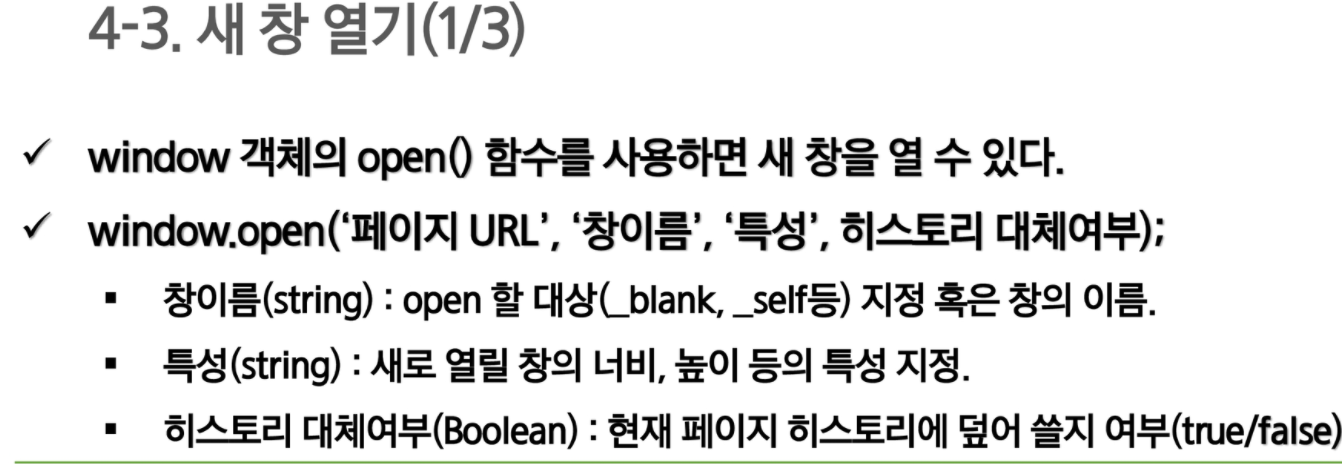 4-3. 새 창 열기(1/3)
✓ window 객체의 open() 함수를 사용하면 새 창을 열 수 있다.
✓ window.open(‘페이지 URL’, ‘창이름’, ‘특성’, 히스토리 대체여부);
▪ 창이름(string) : open 할 대상(_blank, _self등) 지정 혹은 창의 이름.
▪ 특성(string) : 새로 열릴 창의 너비, 높이 등의 특성 지정.
▪ 히스토리 대체여부(Boolean) : 현재 페이지 히스토리에 덮어 쓸지 여부(true/false)